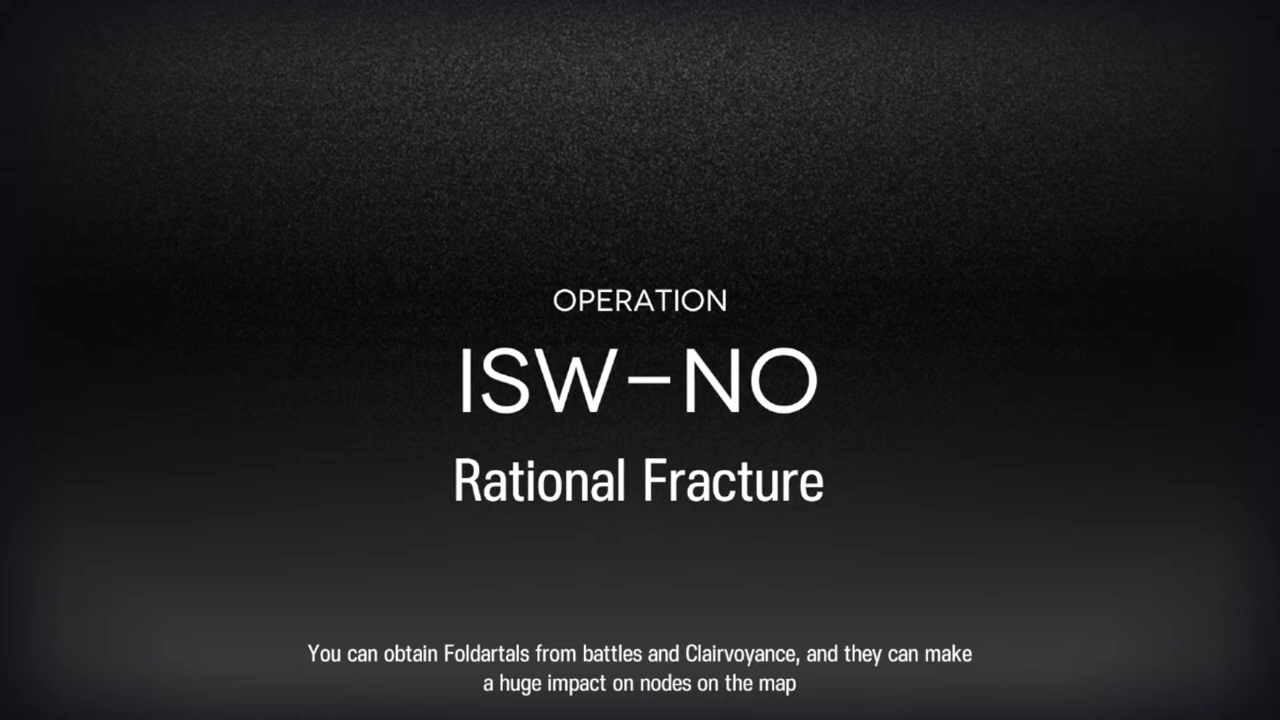 OPERATION
ISW-NO
Rational Fracture
You can obtain Foldartals from battles and Clairvoyance, and they can make
a huge impact on nodes on the map